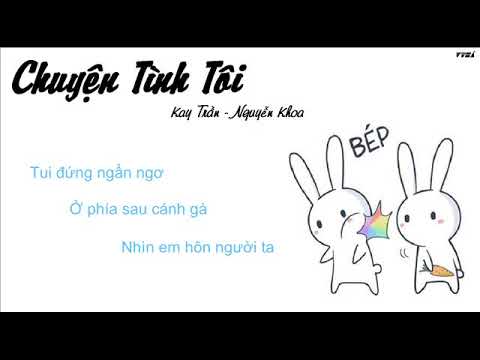 Chuyện Tình Tôi
Kay Trần - Nguyễn Khoa
BÉP
Tui đứng ngẩn ngơ
Ở phía sau cánh gà
Nhìn em hôn người ta